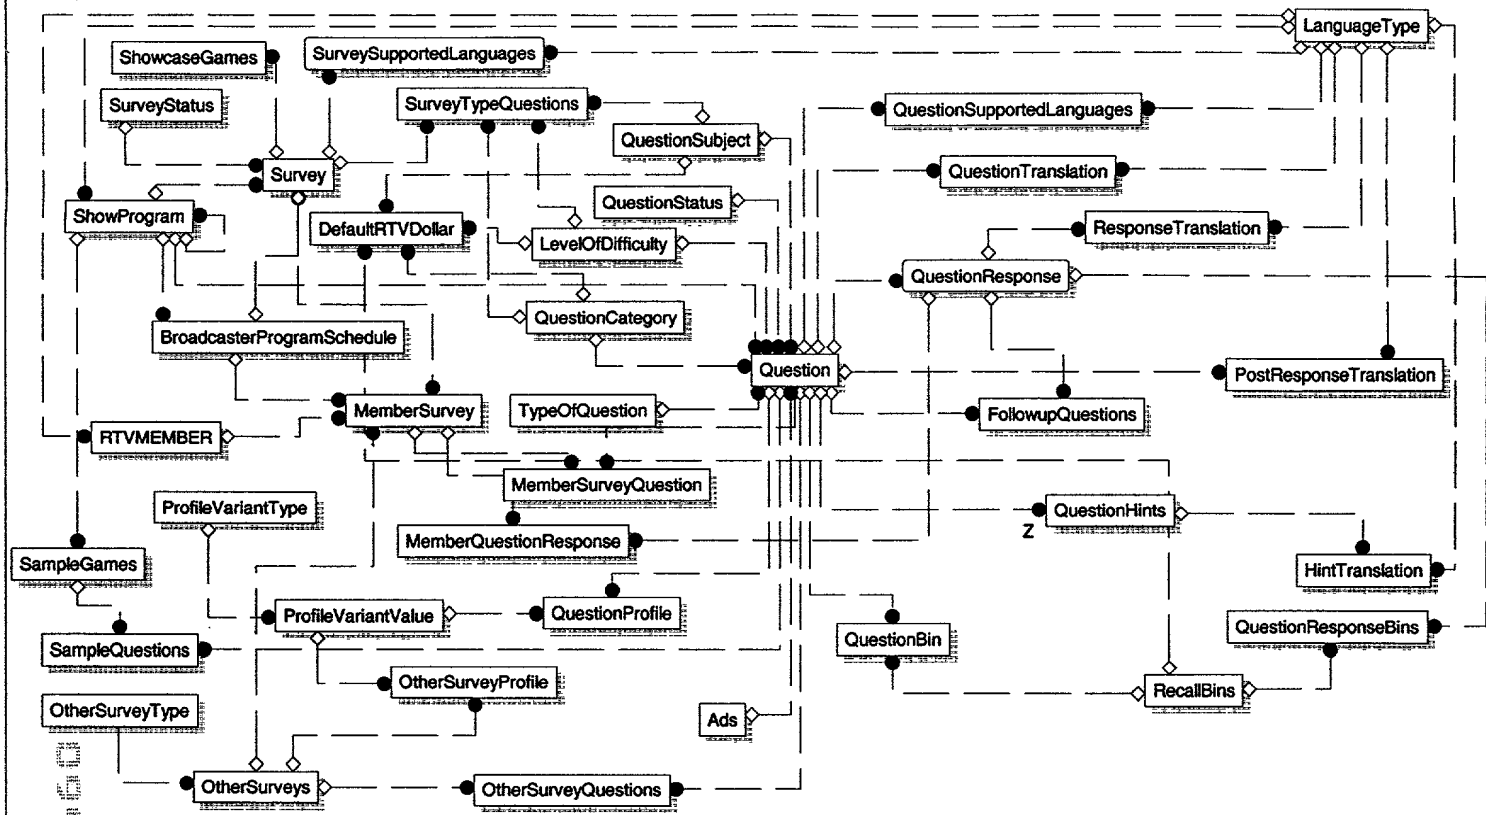 LanguageType
ShowcaseGames
SurveySupportedLanguages
SurveyStatus
SurveyTypeQuestions
QuestionSupportedLanguages
QuestionSubject
Survey
QuestionTranslation
QuestionStatus
ShowProgram
DefaultRTVDollar
LevelOfDifficulty
ResponseTranslation
QuestionResponse
QuestionCategory
BroadcasterProgramSchedule
Question
PostResponseTranslation
MemberSurvey
TypeOfQuestion
FollowupQuestions
RTVMEMBER
MemberSurveyQuestion
ProfileVariantType
QuestionHints
Z
MemberQuestionResponse
SampleGames
HintTranslation
ProfileVariantValue
QuestionProfile
QuestionResponseBins
QuestionBin
SampleQuestions
OtherSurveyProfile
RecallBins
OtherSurveyType
Ads
OtherSurveys
OtherSurveyQuestions